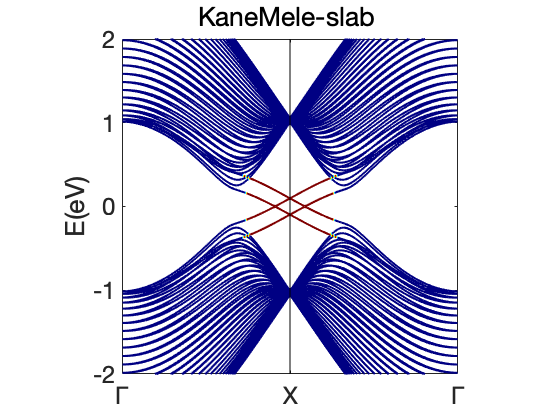 KaneMele-slab
E(eV)
2
1
0
-1
-2
Γ X Γ